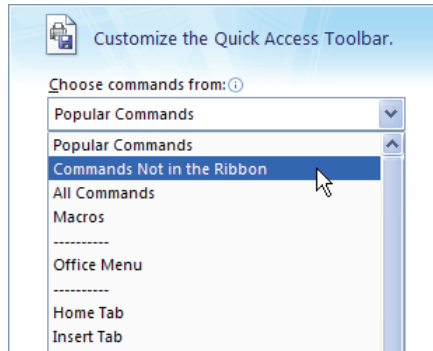 Customize the Quick Access Toolbar.
Choose commands from:
Popular Commands
Popular Commands
Commands Not in the Ribbon
All Commands
Macros
----------
Office Menu
----------
Home Tab
Insert Tab